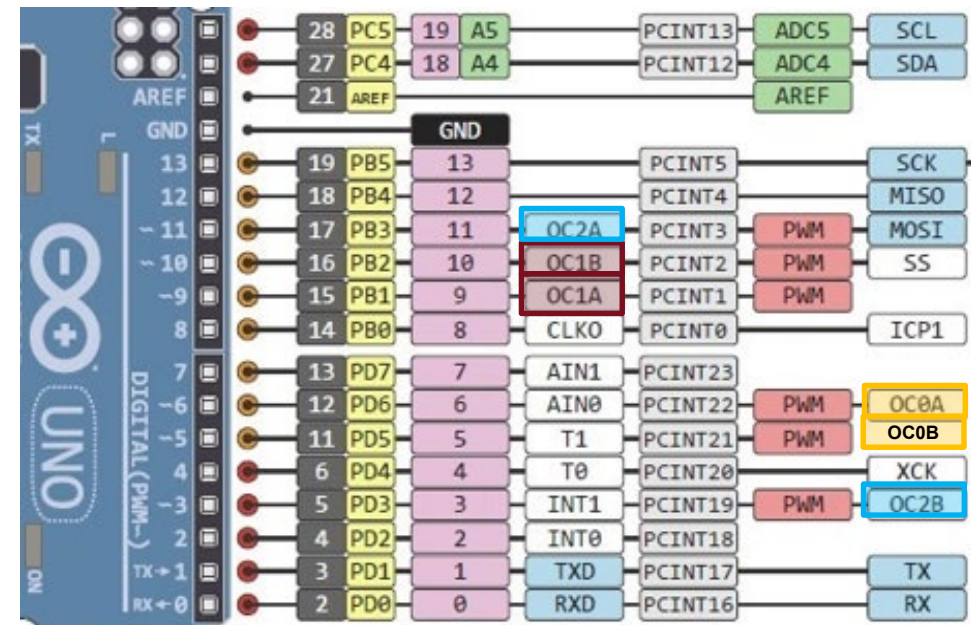 28 PC5 19 A5 PCINT13 ADC5 SCL
27 PC4 18 A4 PCINT12 ADC4 SDA
AREF 21 AREF AREF
GND GND
13 19 PB5 13 PCINT5 SCK
12 18 PB4 12 PCINT4 MISO
~11 17 PB3 11 OC2A PCINT3 PWM MOSI
~10 16 PB2 10 OC1B PCINT2 PWM SS
~9 15 PB1 9 OC1A PCINT1 PWM
8 14 PB0 8 CLKO PCINT0 ICP1
7 13 PD7 7 AIN1 PCINT23
~6 12 PD6 6 AIN0 PCINT22 PWM OC0A
~5 11 PD5 5 T1 PCINT21 PWM OC0B
4 6 PD4 4 T0 PCINT20 XCK
~3 5 PD3 3 INT1 PCINT19 PWM OC2B
2 4 PD2 2 INT0 PCINT18
TX→1 3 PD1 1 TXD PCINT17 TX
RX←0 2 PD0 0 RXD PCINT16 RX
TX
L
DIGITAL (PWM~)
UNO
ON